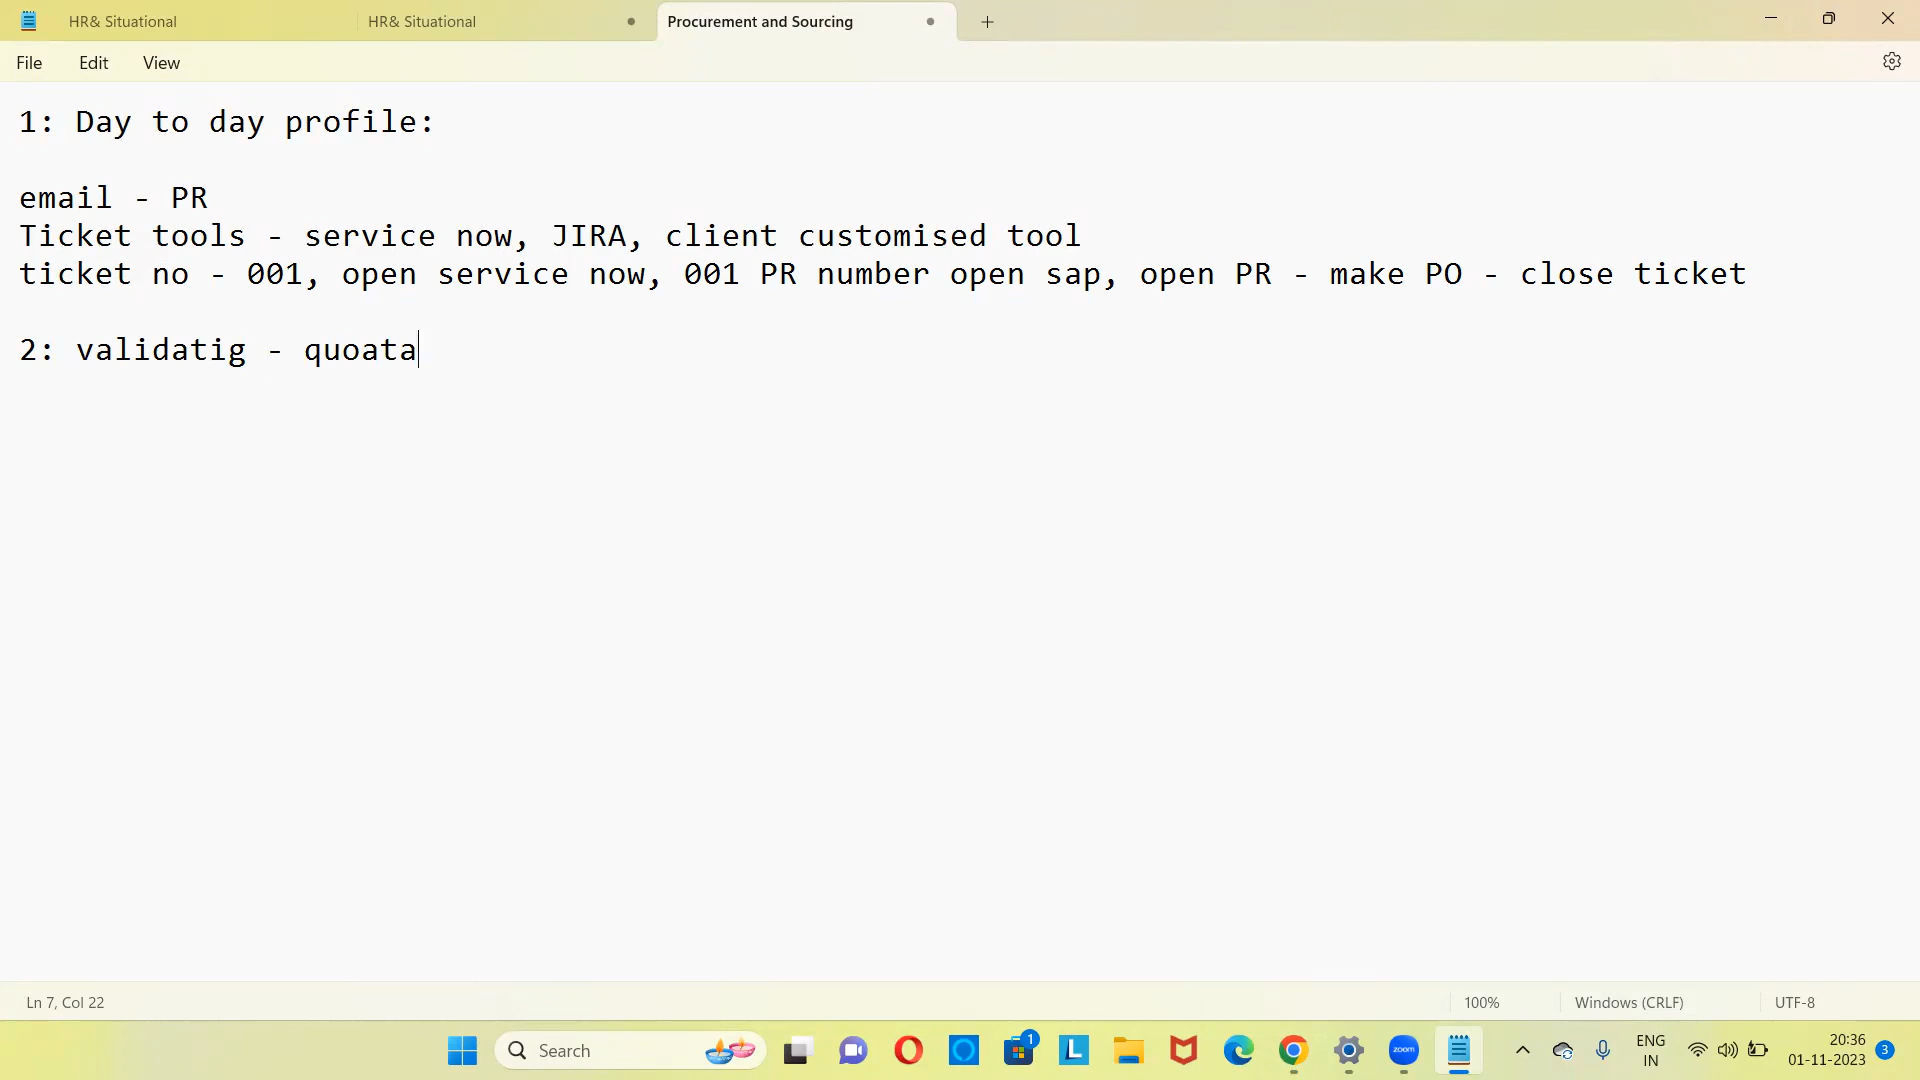 HR& Situational
HR& Situational
Procurement and Sourcing
File Edit View
1: Day to day profile:
email - PR
Ticket tools - service now, JIRA, client customised tool
ticket no - 001, open service now, 001 PR number open sap, open PR - make PO - close ticket
2: validatig - quoata
Ln 7, Col 22
100%
Windows (CRLF)
UTF-8
Search
1
L
zoom
ENG
IN
20:36
01-11-2023
3